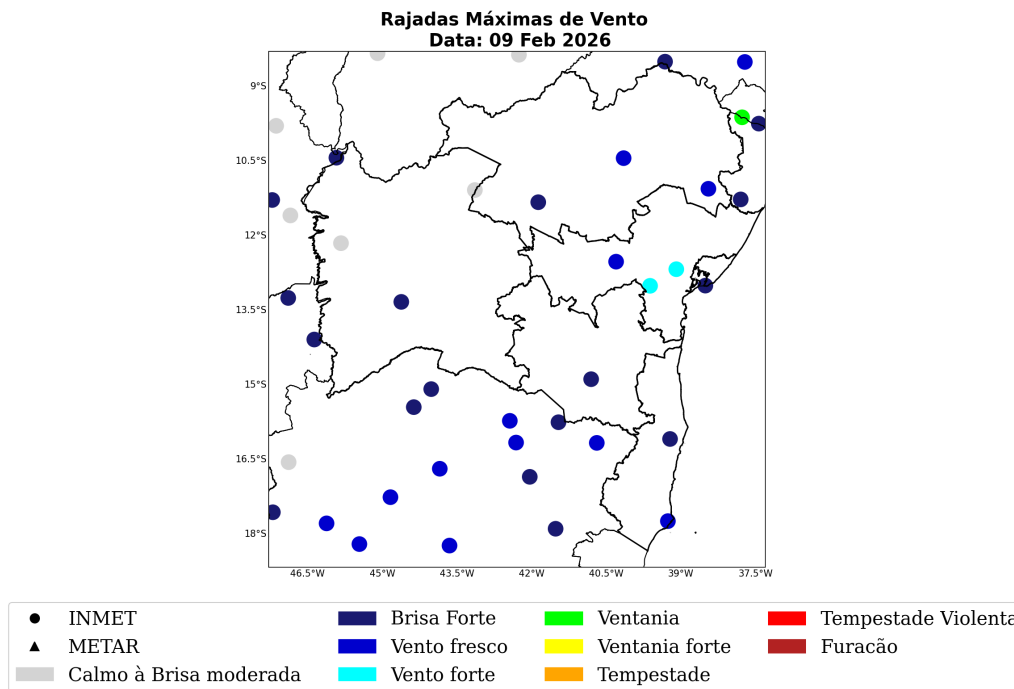 Rajadas Máximas de Vento
Data: 09 Feb 2026
9°S
10.5°S
12°S
13.5°S
15°S
16.5°S
18°S
46.5°W 45°W 43.5°W 42°W 40.5°W 39°W 37.5°W
INMET Brisa Forte Ventania Tempestade Violenta
METAR Vento fresco Ventania forte Furacão
Calmo à Brisa moderada Vento forte Tempestade